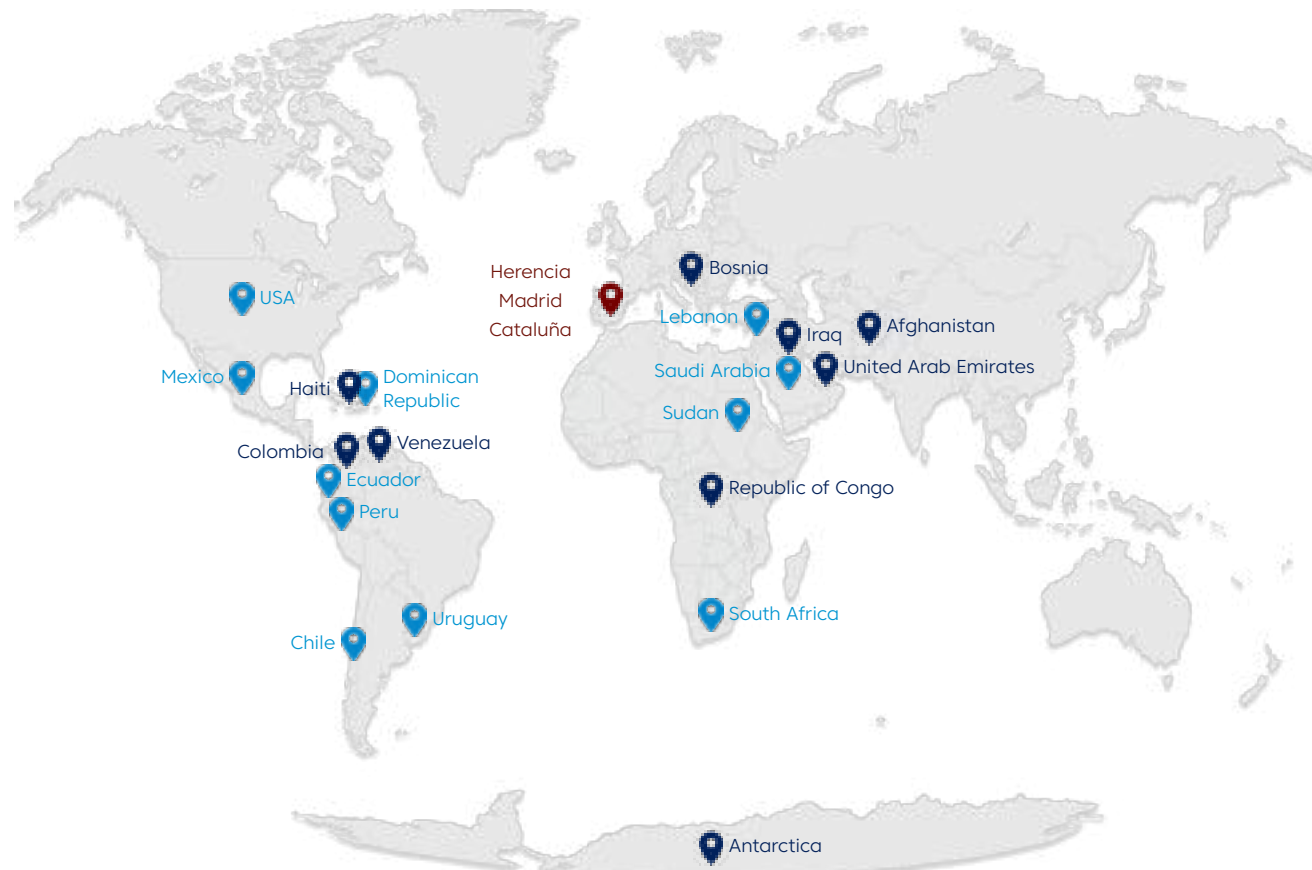 Herencia
Madrid
Cataluña
Bosnia
USA
Lebanon
Iraq
Afghanistan
Mexico
Haiti
Dominican
Republic
Saudi Arabia
United Arab Emirates
Sudan
Colombia
Venezuela
Ecuador
Republic of Congo
Peru
South Africa
Uruguay
Chile
Antarctica